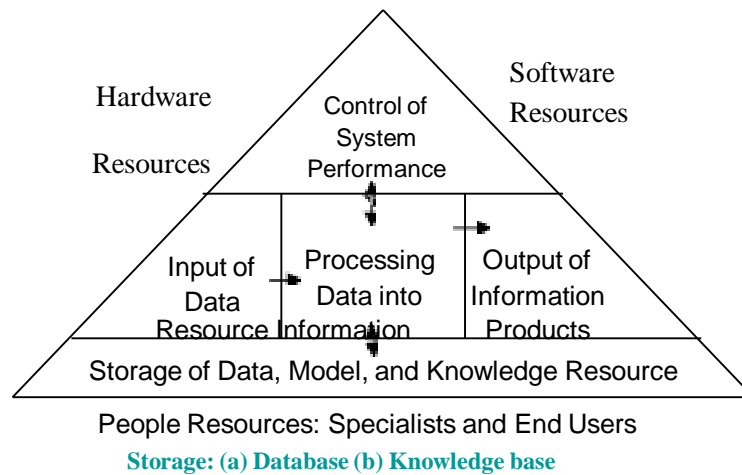 Hardware
Resources
Software
Resources
Control of
System
Performance
Input of
Data
Resource
Processing
Data into
Information
Output of
Information
Products
Storage of Data, Model, and Knowledge Resource
People Resources: Specialists and End Users
Storage: (a) Database (b) Knowledge base